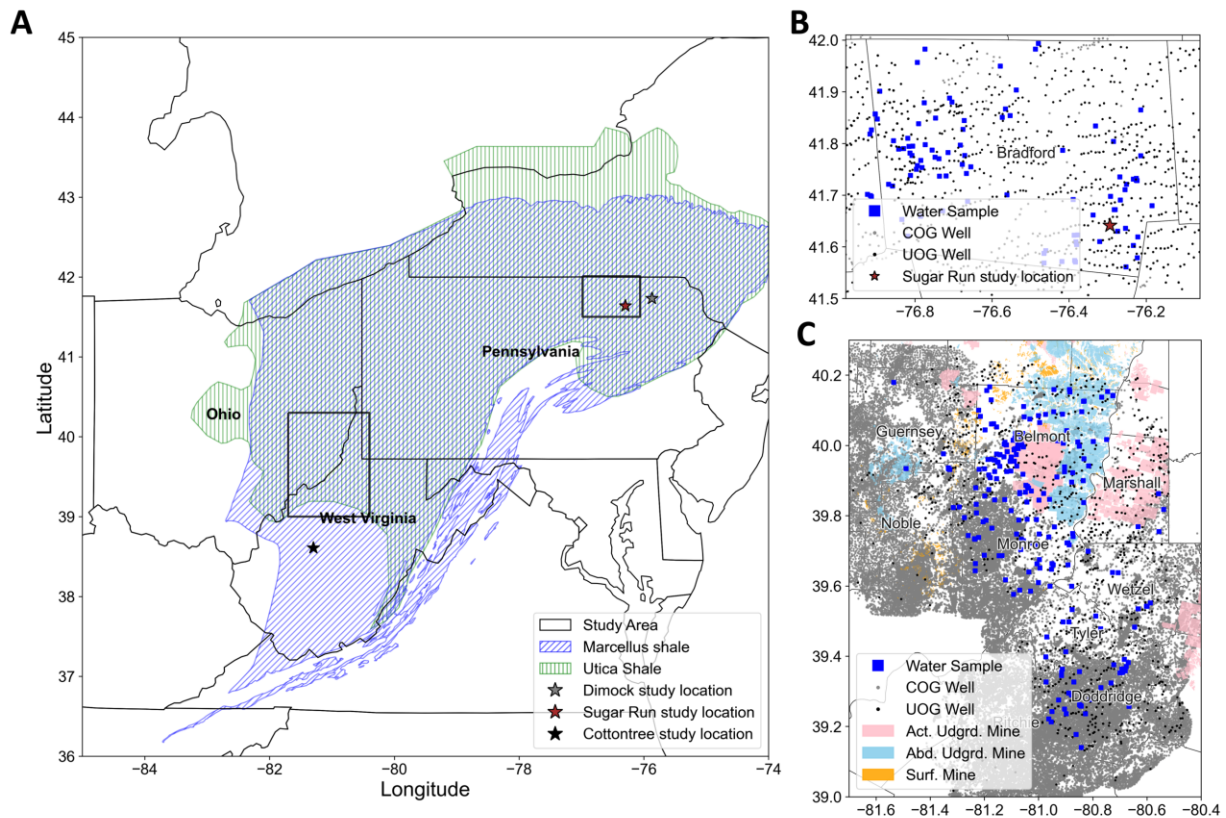 A
45
44
43
42
41
40
39
38
37
36
Latitude
−84
−82
−80
−78
−76
−74
Longitude
Pennsylvania
Ohio
West Virginia
Study Area
Marcellus shale
Utica Shale
Dimock study location
Sugar Run study location
Cottontree study location
B
42.0
41.9
41.8
41.7
41.6
41.5
Bradford
Water Sample
COG Well
UOG Well
Sugar Run study location
−76.8
−76.6
−76.4
−76.2
C
40.2
40.0
39.8
39.6
39.4
39.2
39.0
Guernsey
Belmont
Marshall
Noble
Monroe
Wetzel
Tyler
Doddridge
Ritchie
Water Sample
COG Well
UOG Well
Act. Udgrd. Mine
Abd. Udgrd. Mine
Surf. Mine
−81.6
−81.4
−81.2
−81.0
−80.8
−80.6
−80.4